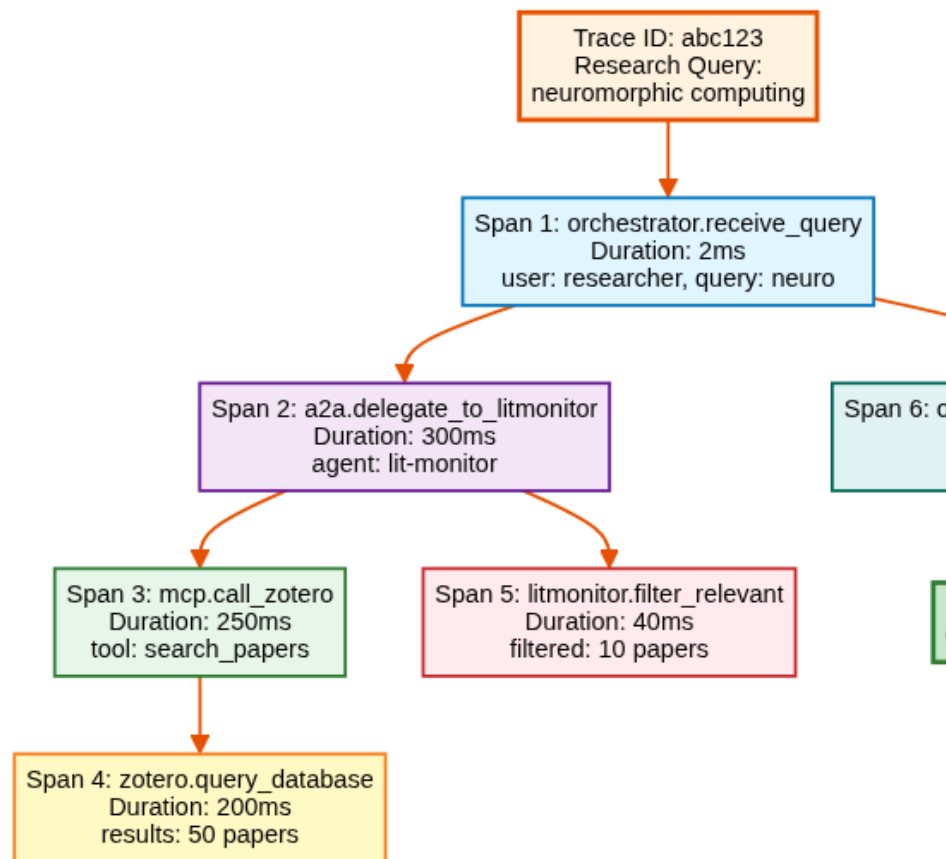 Trace ID: abc123
Research Query:
neuromorphic computing
Span 1: orchestrator.receive_query
Duration: 2ms
user: researcher, query: neuro
Span 2: a2a.delegate_to_litmonitor
Duration: 300ms
agent: lit-monitor
Span 6:
Span 3: mcp.call_zotero
Duration: 250ms
tool: search_papers
Span 5: litmonitor.filter_relevant
Duration: 40ms
filtered: 10 papers
Span 4: zotero.query_database
Duration: 200ms
results: 50 papers